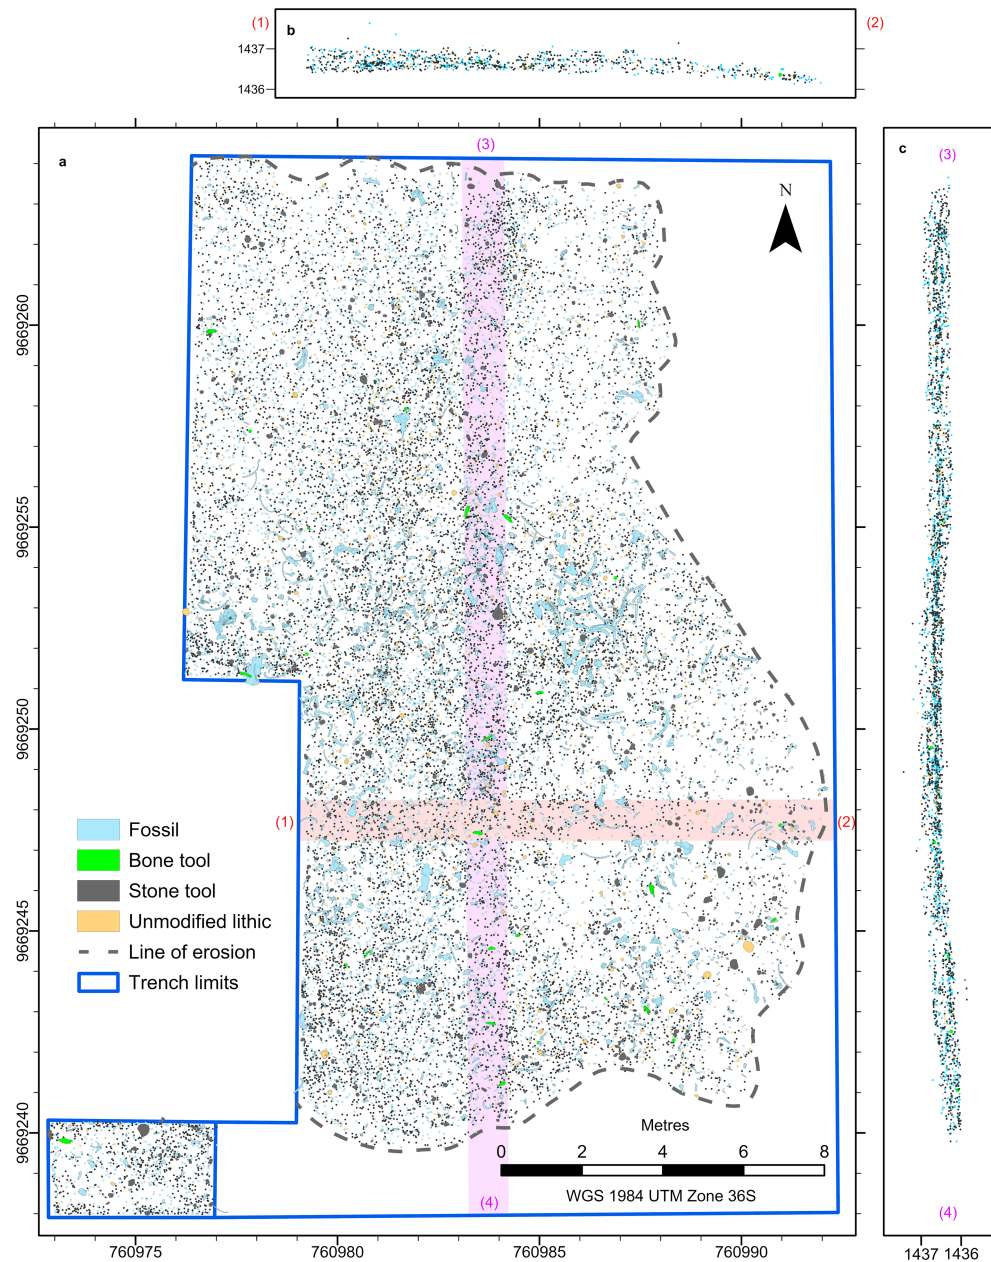 (1)
b
(2)
1437
1436
a
(3)
c
(3)
N
9669260
9669255
9669250
9669245
9669240
(1)
(2)
Fossil
Bone tool
Stone tool
Unmodified lithic
Line of erosion
Trench limits
Metres
0 2 4 6 8
WGS 1984 UTM Zone 36S
(4)
(4)
760975 760980 760985 760990
1437 1436